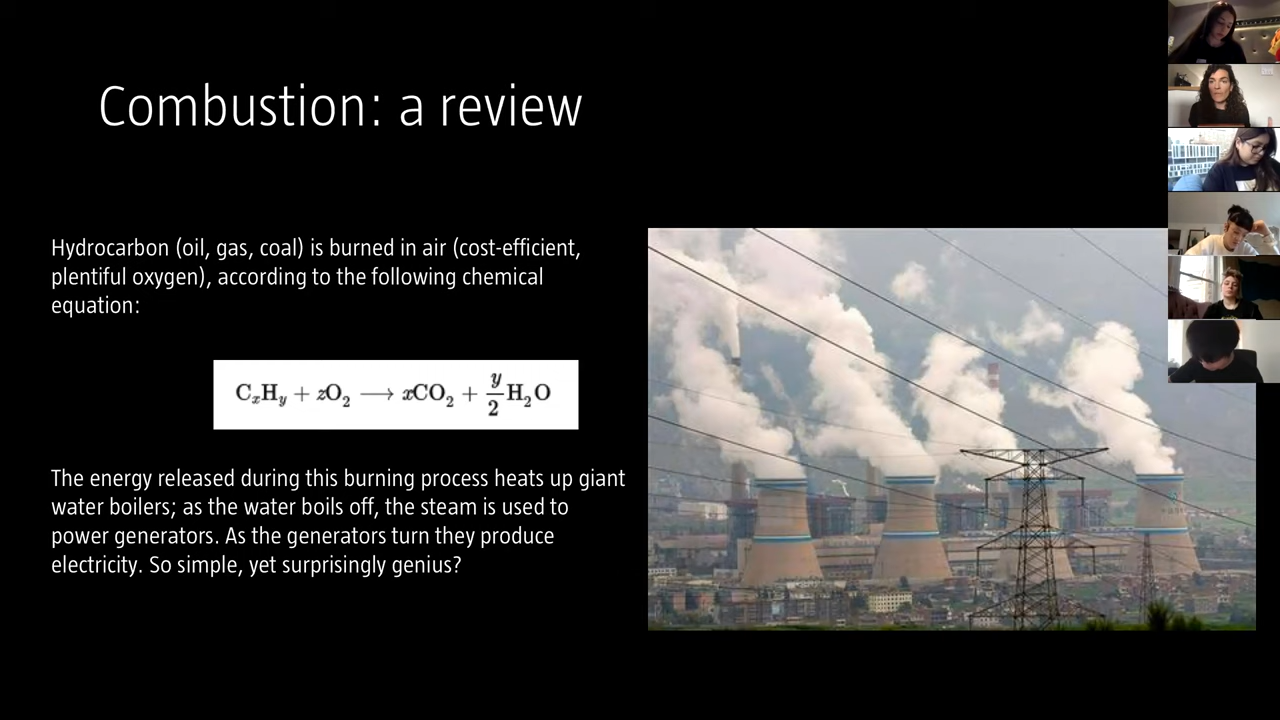 Combustion: a review
Hydrocarbon (oil, gas, coal) is burned in air (cost-efficient,
plentiful oxygen), according to the following chemical
equation:
CₓHᵧ + zO₂ ⟶ xCO₂ + y/2 H₂O
The energy released during this burning process heats up giant
water boilers; as the water boils off, the steam is used to
power generators. As the generators turn they produce
electricity. So simple, yet surprisingly genius?